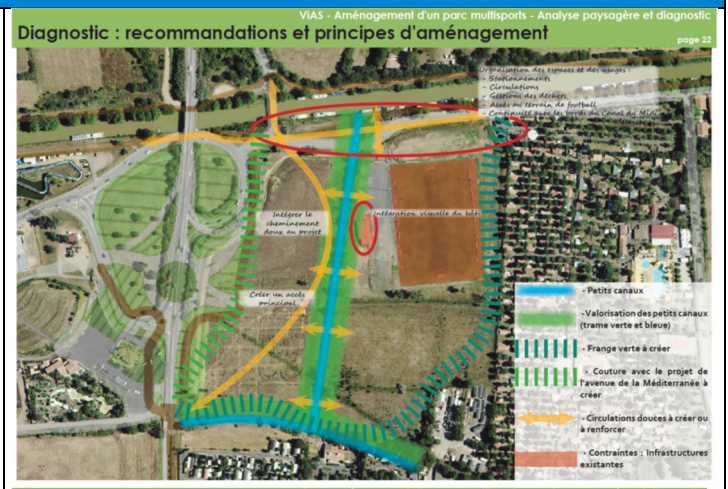 ViAS - Aménagement d'un parc multisports - Analyse paysagère et diagnostic
Diagnostic : recommandations et principes d'aménagement
page 22
Organisation des espaces et des usages :
- Stationnements
- Circulations
- Gestions des déchets
- Accès au terrain de football
- Continuité avec les bords du Canal du Midi
Intégrer le
cheminement
doux au projet
Intégration visuelle du bâti
Créer un accès
principal
- Petits canaux
- Valorisation des petits canaux
(trame verte et bleue)
- Frange verte à créer
- Couture avec le projet de
l'avenue de la Méditerranée à
créer
- Circulations douces à créer ou
à renforcer
- Contraintes : Infrastructures
existantes